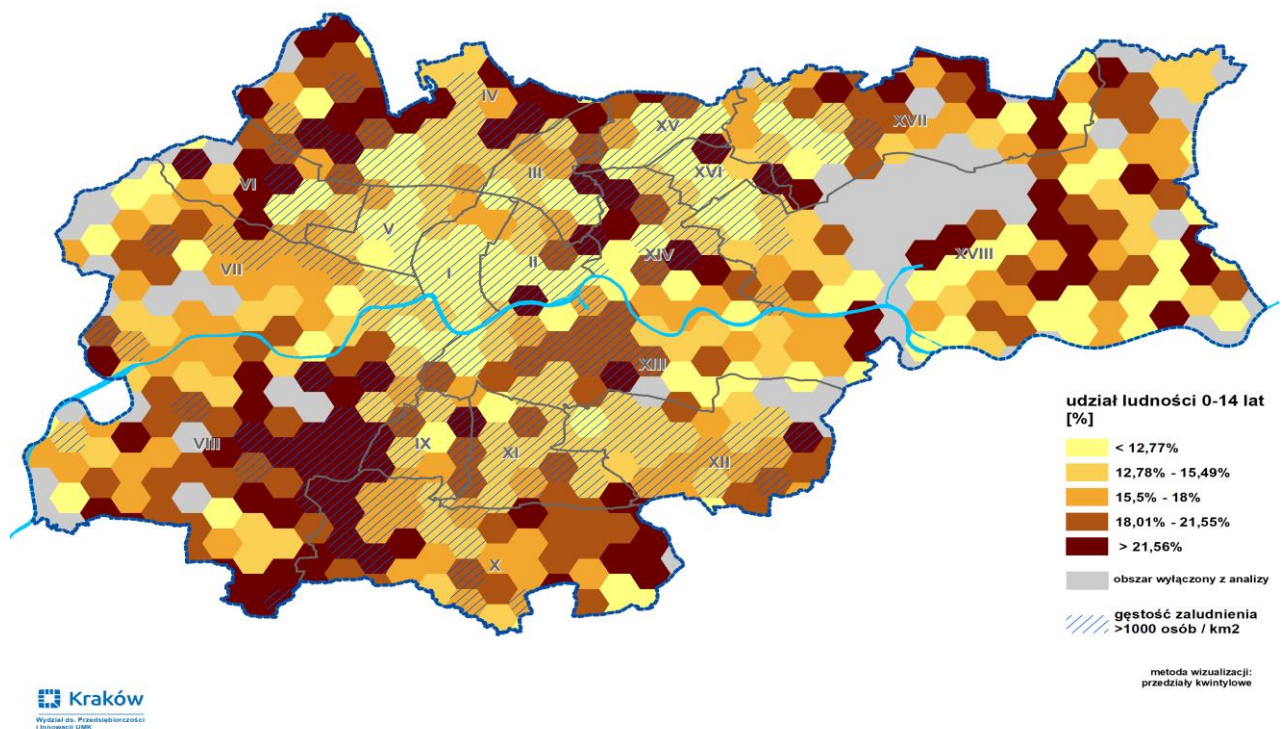 IV
XV
XVII
VI
III
XVI
V
VII
I
II
XIV
XVIII
XIII
VIII
IX
XI
XII
X
udział ludności 0-14 lat
[%]
< 12,77%
12,78% - 15,49%
15,5% - 18%
18,01% - 21,55%
> 21,56%
obszar wyłączony z analizy
gęstość zaludnienia
>1000 osób / km2
metoda wizualizacji:
przedziały kwintylowe
Kraków
Wydział ds. Przedsiębiorczości
i Innowacji UMK